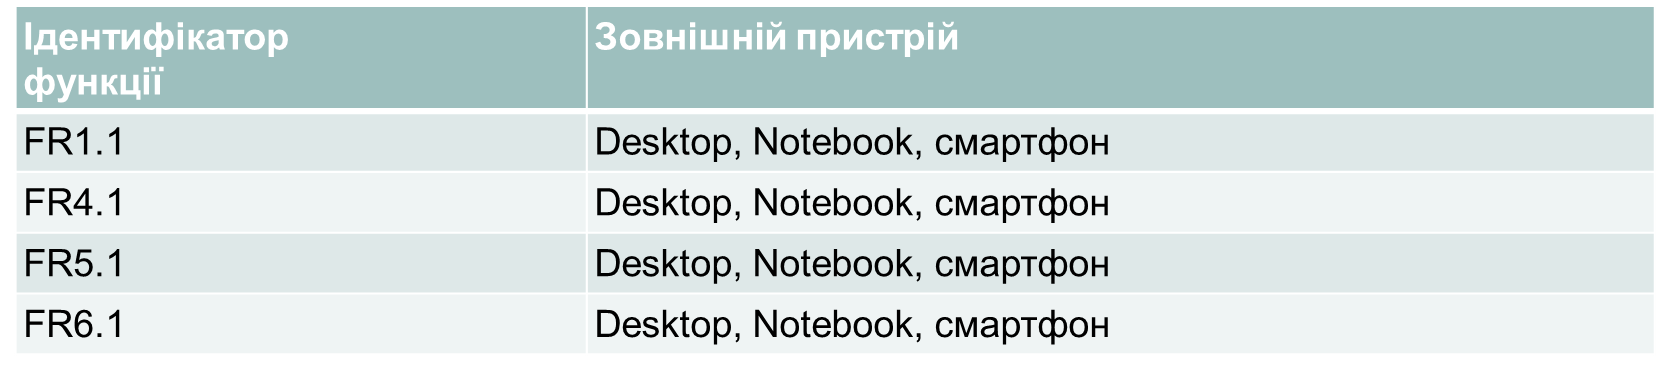 Ідентифікатор
функції
Зовнішній пристрій
FR1.1
Desktop, Notebook, смартфон
FR4.1
Desktop, Notebook, смартфон
FR5.1
Desktop, Notebook, смартфон
FR6.1
Desktop, Notebook, смартфон